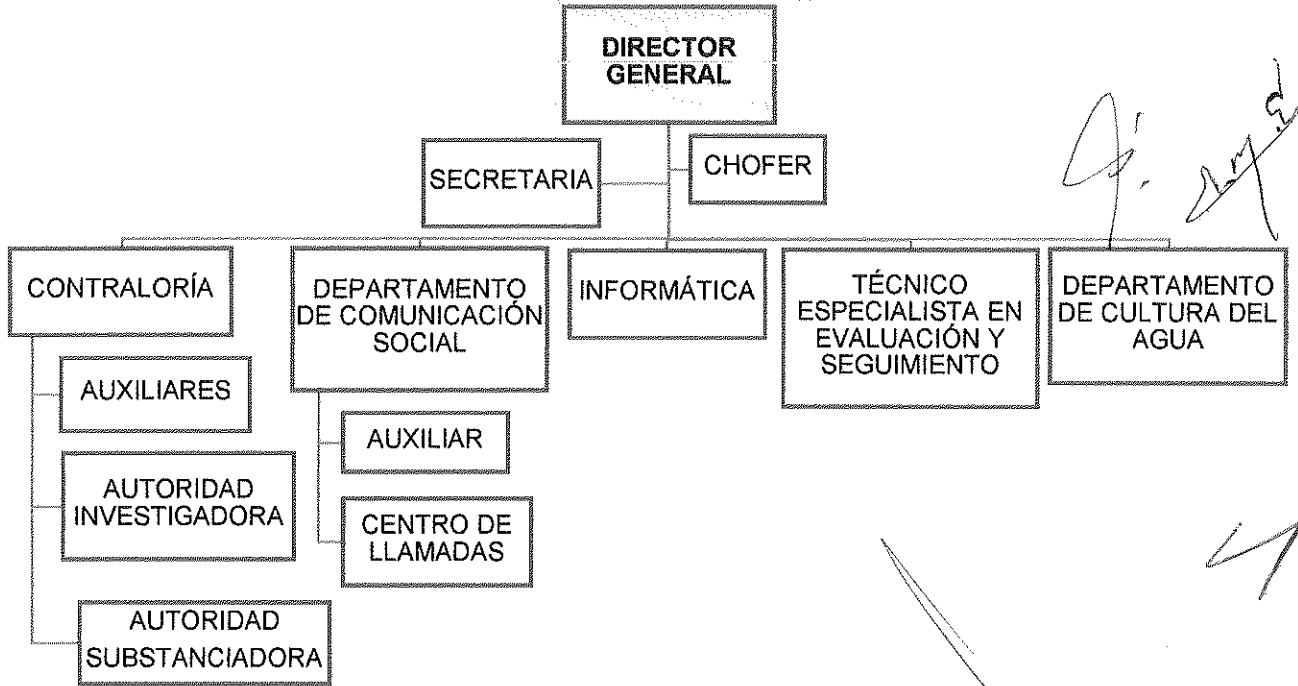 DIRECTOR
GENERAL
SECRETARIA
CHOFER
CONTRALORÍA
DEPARTAMENTO
DE COMUNICACIÓN
SOCIAL
INFORMÁTICA
TÉCNICO
ESPECIALISTA EN
EVALUACIÓN Y
SEGUIMIENTO
DEPARTAMENTO
DE CULTURA DEL
AGUA
AUXILIARES
AUTORIDAD
INVESTIGADORA
AUTORIDAD
SUBSTANCIADORA
AUXILIAR
CENTRO DE
LLAMADAS